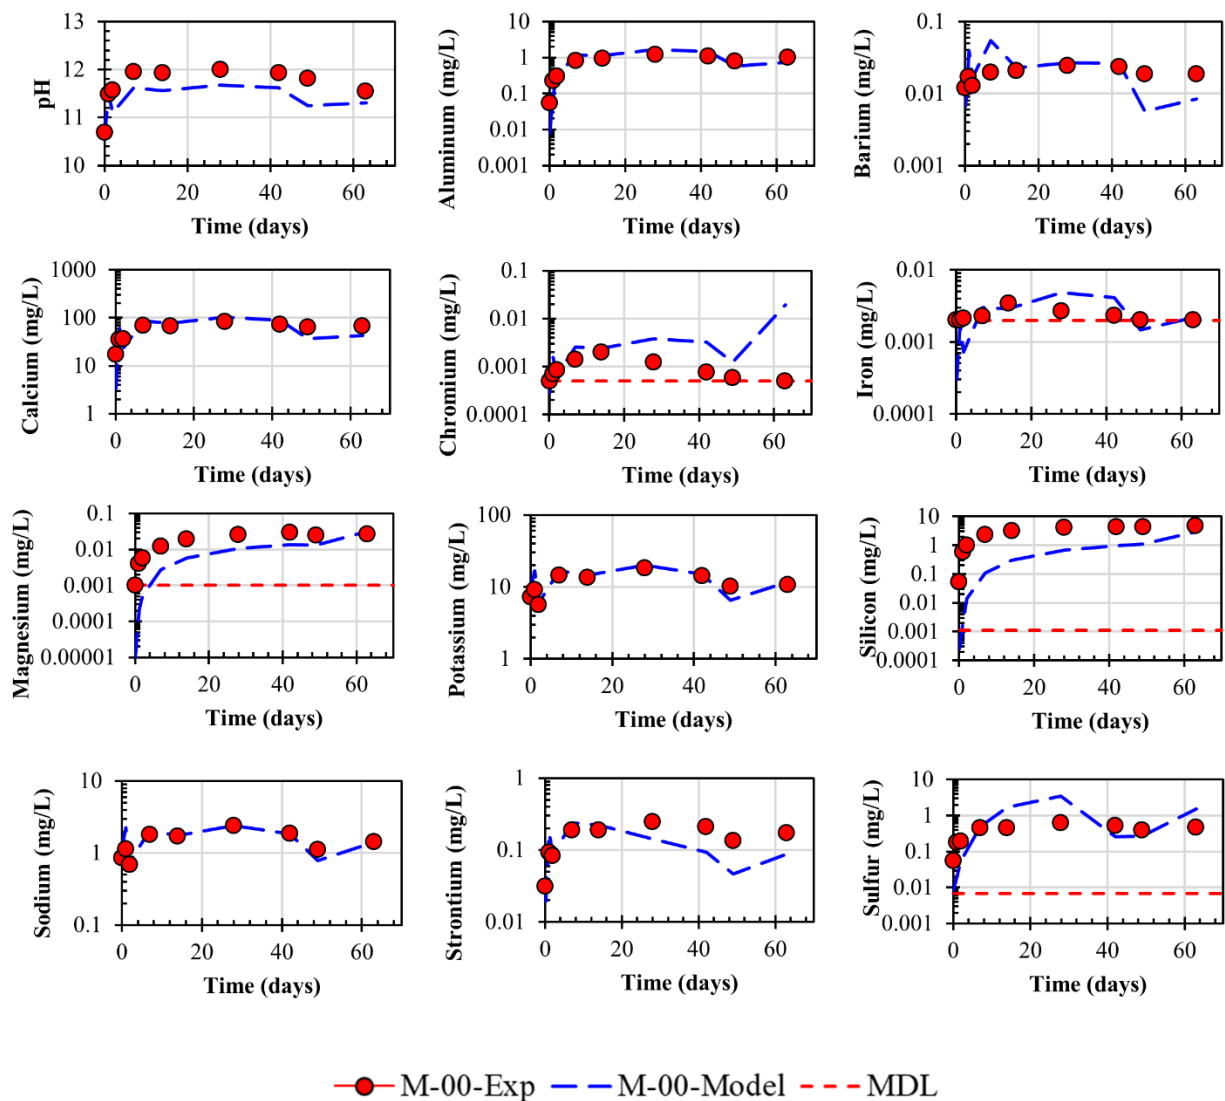 pH
13
12
11
10
0 20 40 60
Time (days)
Aluminum (mg/L)
10
1
0.1
0.01
0.001
0 20 40 60
Time (days)
Barium (mg/L)
0.1
0.01
0.001
0 20 40 60
Time (days)
Calcium (mg/L)
1000
100
10
1
0 20 40 60
Time (days)
Chromium (mg/L)
0.1
0.01
0.001
0.0001
0 20 40 60
Time (days)
Iron (mg/L)
0.01
0.001
0.0001
0 20 40 60
Time (days)
Magnesium (mg/L)
0.1
0.01
0.001
0.0001
0.00001
0 20 40 60
Time (days)
Potassium (mg/L)
100
10
1
0 20 40 60
Time (days)
Silicon (mg/L)
10
1
0.1
0.01
0.001
0.0001
0 20 40 60
Time (days)
Sodium (mg/L)
10
1
0.1
0 20 40 60
Time (days)
Strontium (mg/L)
1
0.1
0.01
0 20 40 60
Time (days)
Sulfur (mg/L)
10
1
0.1
0.01
0.001
0 20 40 60
Time (days)
M-00-Exp M-00-Model MDL